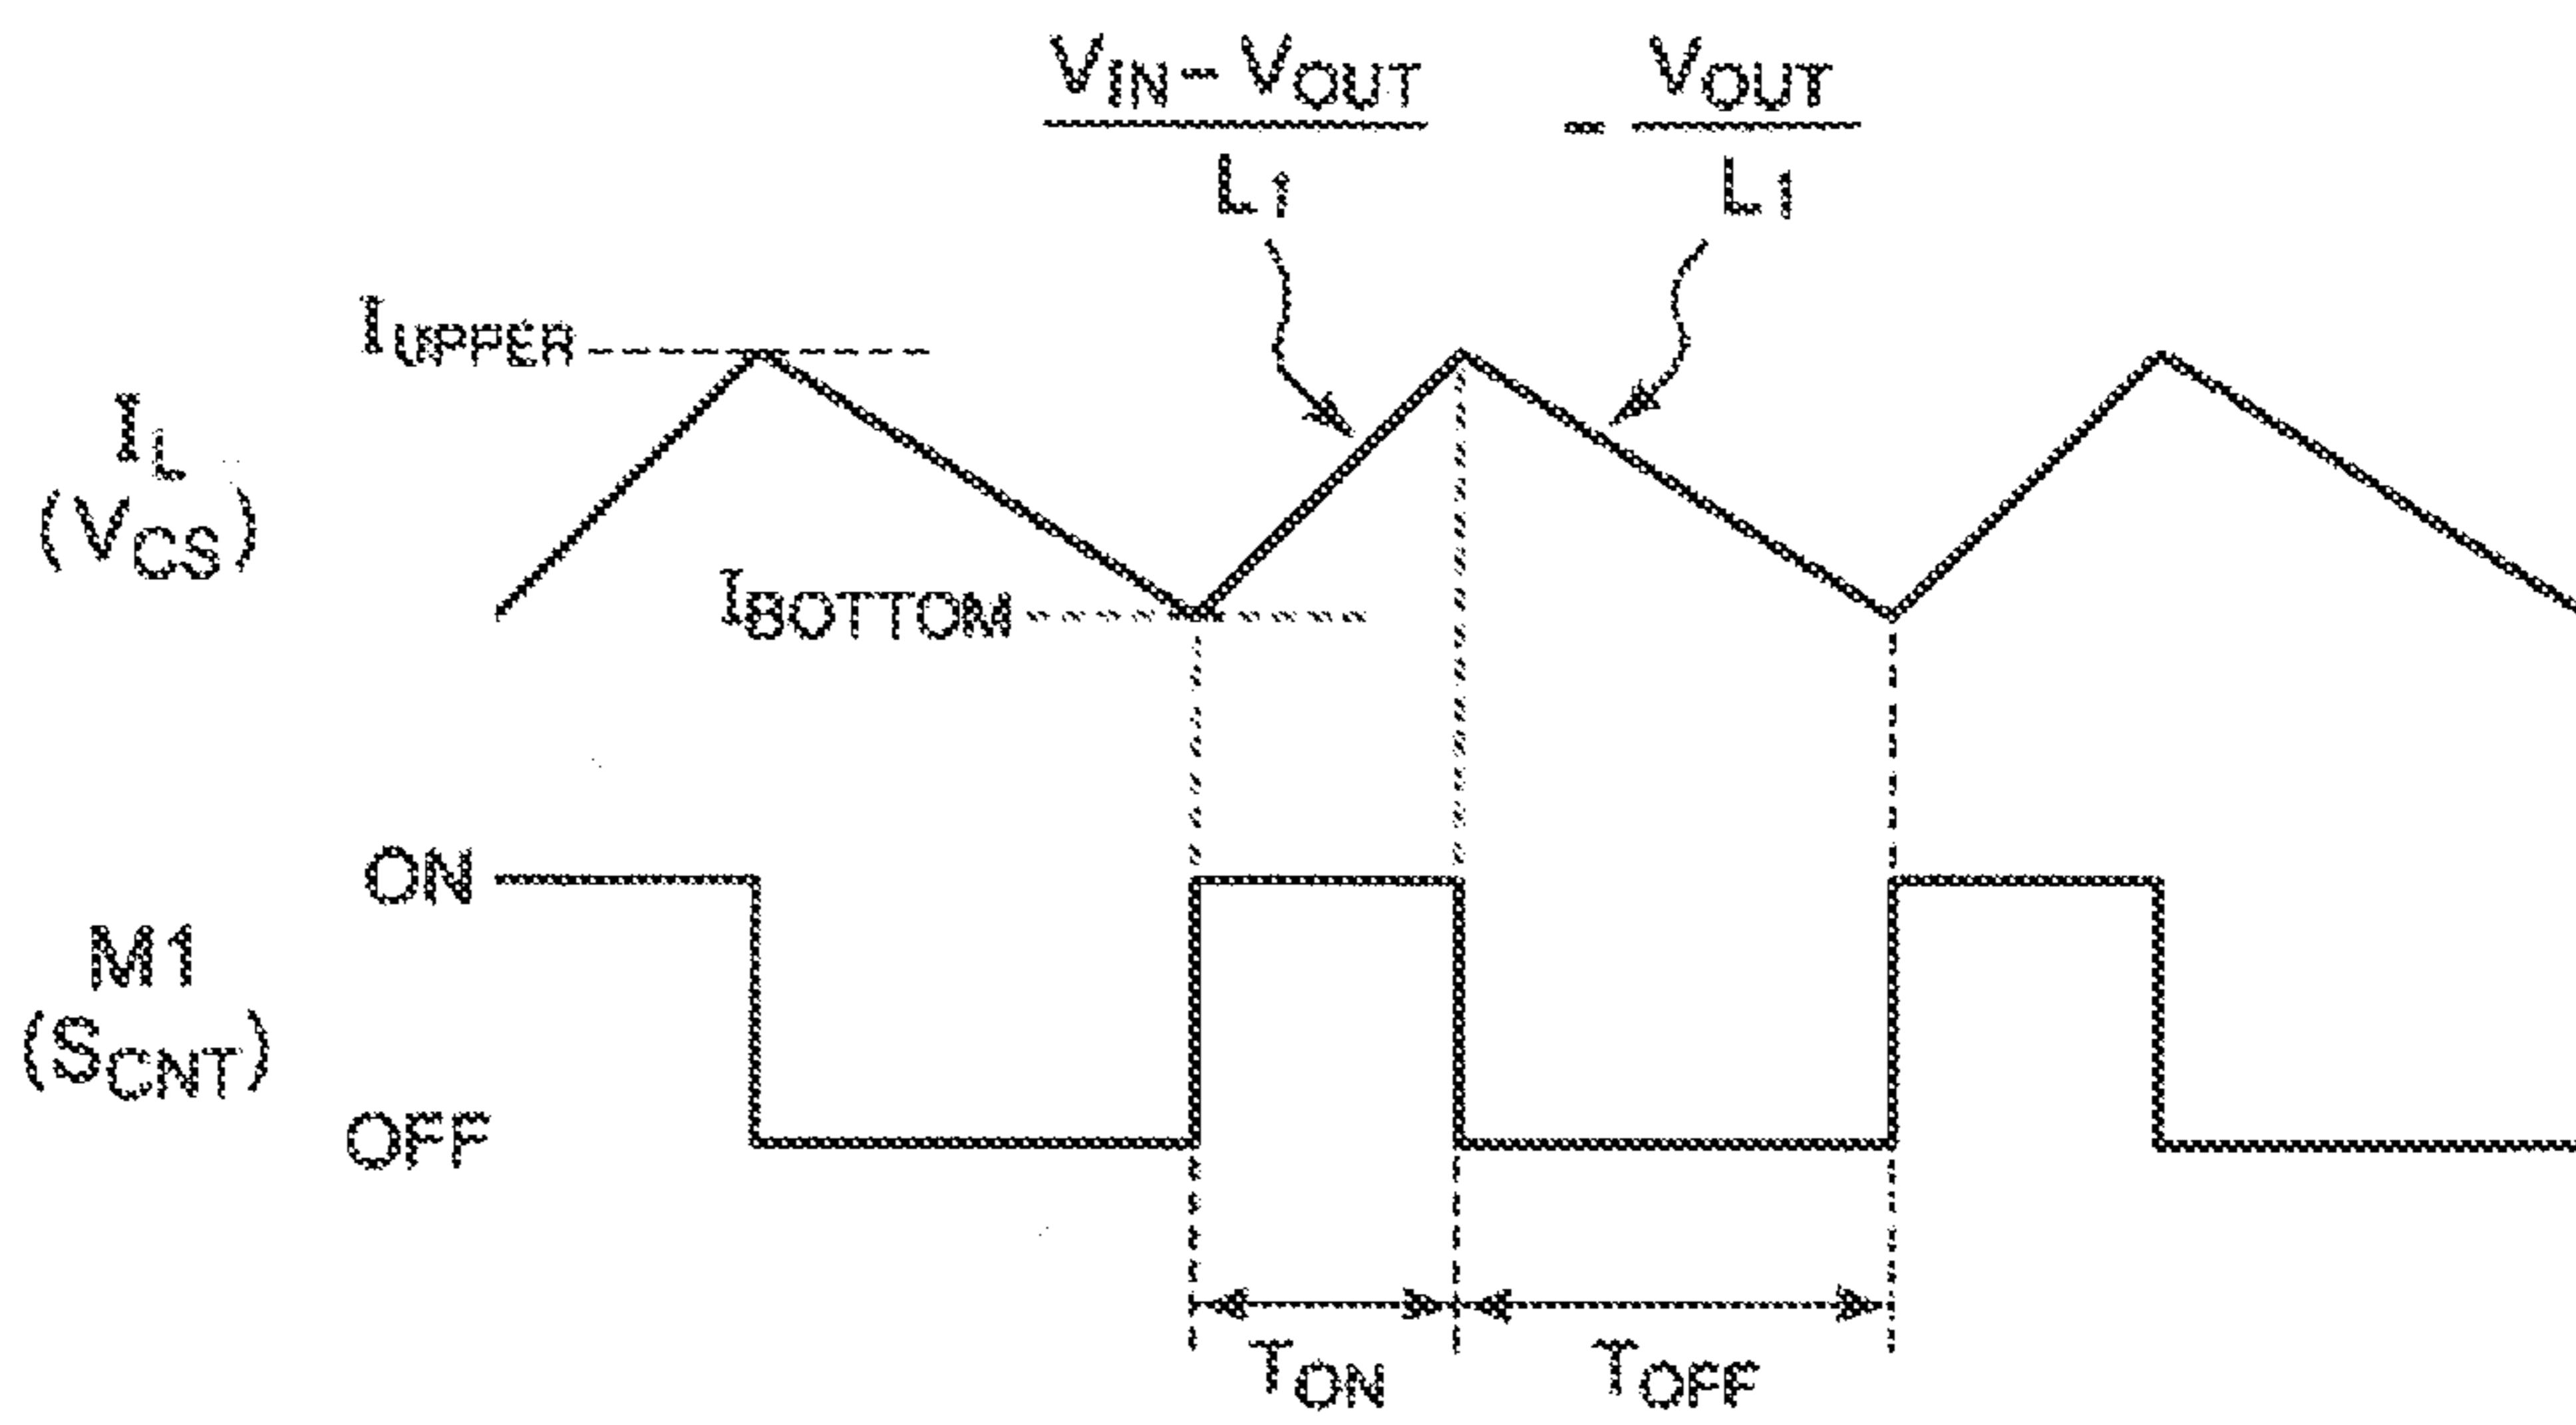 VIN - VOUT
L1
- VOUT
L1
IUPPER
IL
(VCS)
IBOTTOM
ON
M1
(SCNT)
OFF
TON
TOFF